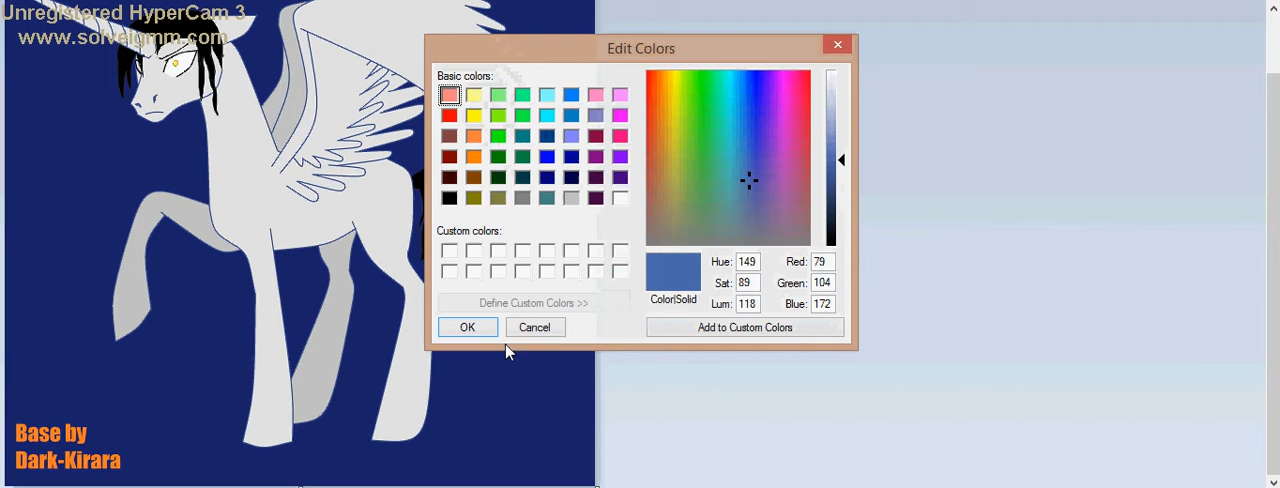 Unregistered HyperCam 3
www.solveigmm.com
Edit Colors
Basic colors:
Custom colors:
Define Custom Colors >>
OK
Cancel
Color|Solid
Hue: 149
Sat: 89
Lum: 118
Red: 79
Green: 104
Blue: 172
Add to Custom Colors
Base by
Dark-Kirara